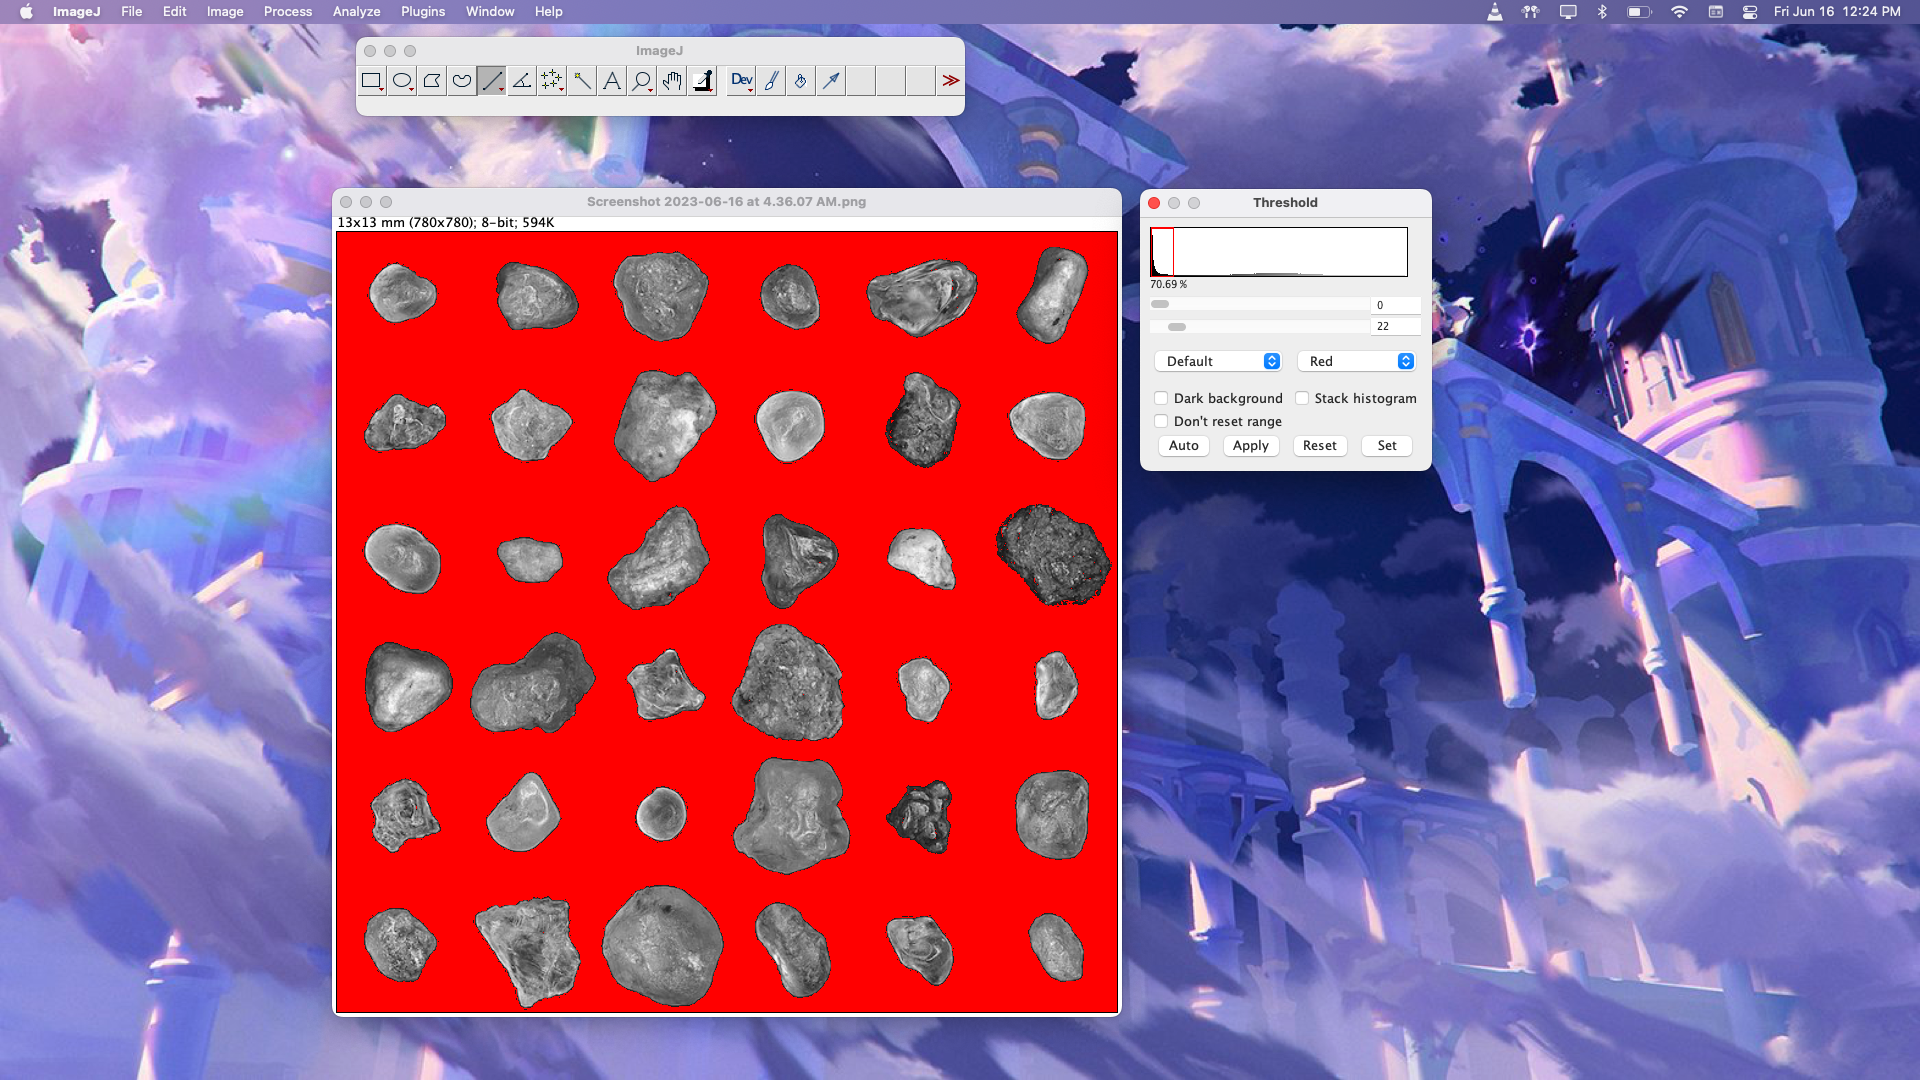 ImageJ File Edit Image Process Analyze Plugins Window Help Fri Jun 16 12:24 PM
ImageJ
A Dev
Screenshot 2023-06-16 at 4.36.07 AM.png
13x13 mm (780x780); 8-bit; 594K
Threshold
70.69 %
0
22
Default Red
Dark background Stack histogram
Don't reset range
Auto Apply Reset Set